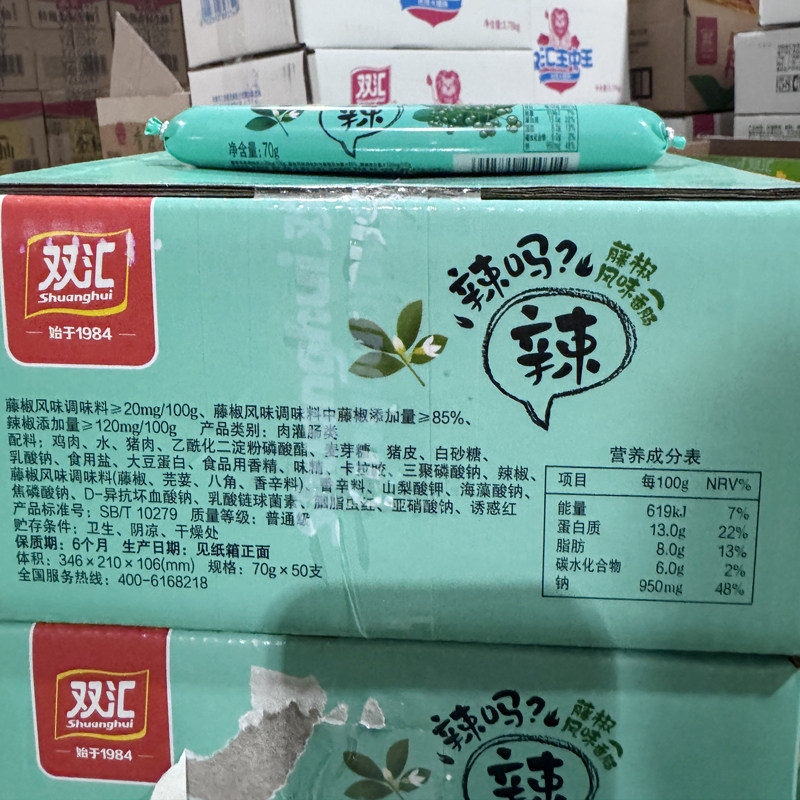 双汇
汇王中王
净含量:70g
辣
双汇
Shuanghui
始于1984
辣吗?
藤椒
风味香肠
辣
藤椒风味调味料≥20mg/100g、藤椒风味调味料中藤椒添加量≥85%、
辣椒添加量≥120mg/100g 产品类别: 肉灌肠类
配料: 鸡肉、水、猪肉、乙酰化二淀粉磷酸酯、麦芽糖、猪皮、白砂糖、
乳酸钠、食用盐、大豆蛋白、食品用香精、味精、卡拉胶、三聚磷酸钠、辣椒、
藤椒风味调味料(藤椒、芫荽、八角、香辛料)、香辛料、山梨酸钾、海藻酸钠、
焦磷酸钠、D-异抗坏血酸钠、乳酸链球菌素、胭脂虫红、亚硝酸钠、诱惑红
产品标准号: SB/T 10279 质量等级: 普通级
贮存条件: 卫生、阴凉、干燥处
保质期: 6个月 生产日期: 见纸箱正面
体积: 346×210×106(mm) 规格: 70g×50支
全国服务热线: 400-6168218
营养成分表
项目 每100g NRV%
能量 619kJ 7%
蛋白质 13.0g 22%
脂肪 8.0g 13%
碳水化合物 6.0g 2%
钠 950mg 48%
双汇
Shuanghui
始于1984
辣吗?
藤椒
风味香肠
辣